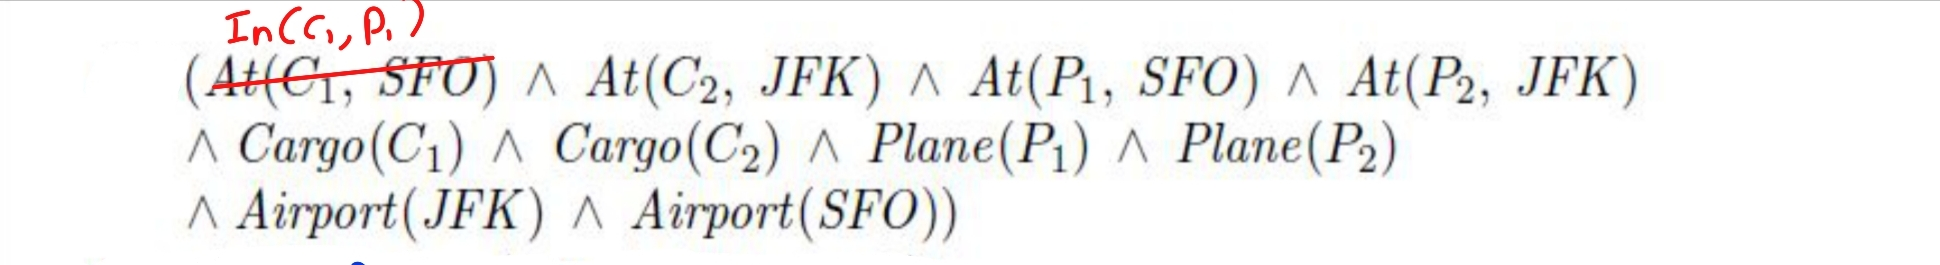 In(C₁, P₁)
(At(C₁, SFO) ∧ At(C₂, JFK) ∧ At(P₁, SFO) ∧ At(P₂, JFK)
∧ Cargo(C₁) ∧ Cargo(C₂) ∧ Plane(P₁) ∧ Plane(P₂)
∧ Airport(JFK) ∧ Airport(SFO))